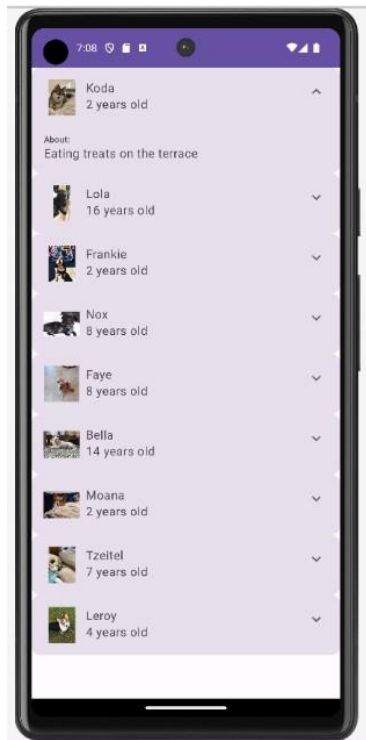 7:08
Koda
2 years old
About:
Eating treats on the terrace
Lola
16 years old
Frankie
2 years old
Nox
8 years old
Faye
8 years old
Bella
14 years old
Moana
2 years old
Tzeitel
7 years old
Leroy
4 years old